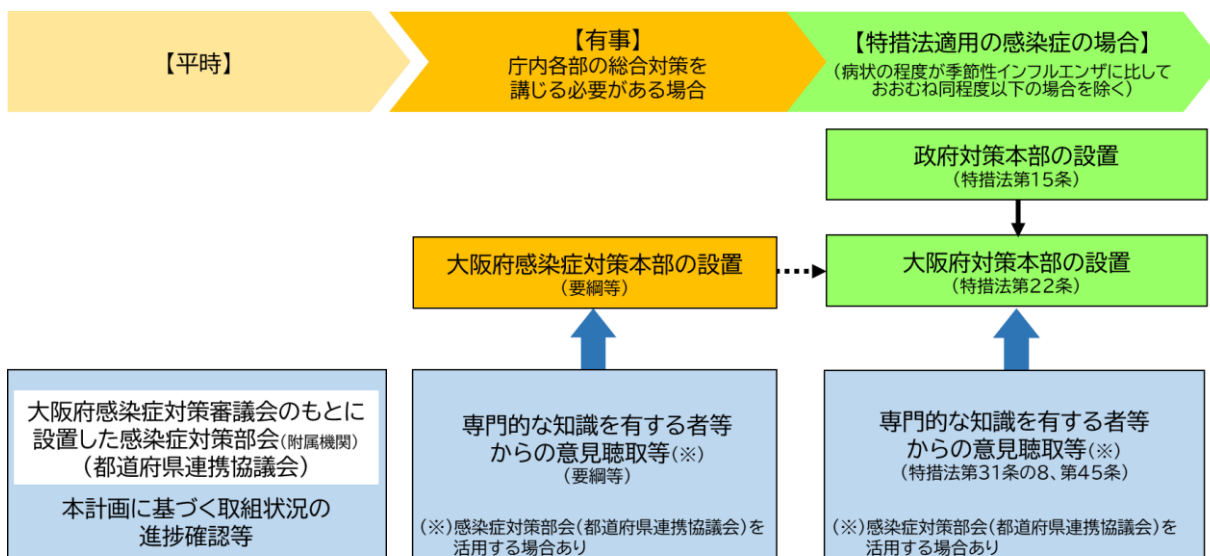 【平時】
【有事】
庁内各部の総合対策を
講じる必要がある場合
【特措法適用の感染症の場合】
(病状の程度が季節性インフルエンザに比して
おおむね同程度以下の場合を除く)
政府対策本部の設置
(特措法第15条)
大阪府感染症対策本部の設置
(要綱等)
大阪府対策本部の設置
(特措法第22条)
大阪府感染症対策審議会のもとに
設置した感染症対策部会(附属機関)
(都道府県連携協議会)
本計画に基づく取組状況の
進捗確認等
専門的な知識を有する者等
からの意見聴取等(※)
(要綱等)
(※)感染症対策部会(都道府県連携協議会)を
活用する場合あり
専門的な知識を有する者等
からの意見聴取等(※)
(特措法第31条の8、第45条)
(※)感染症対策部会(都道府県連携協議会)を
活用する場合あり